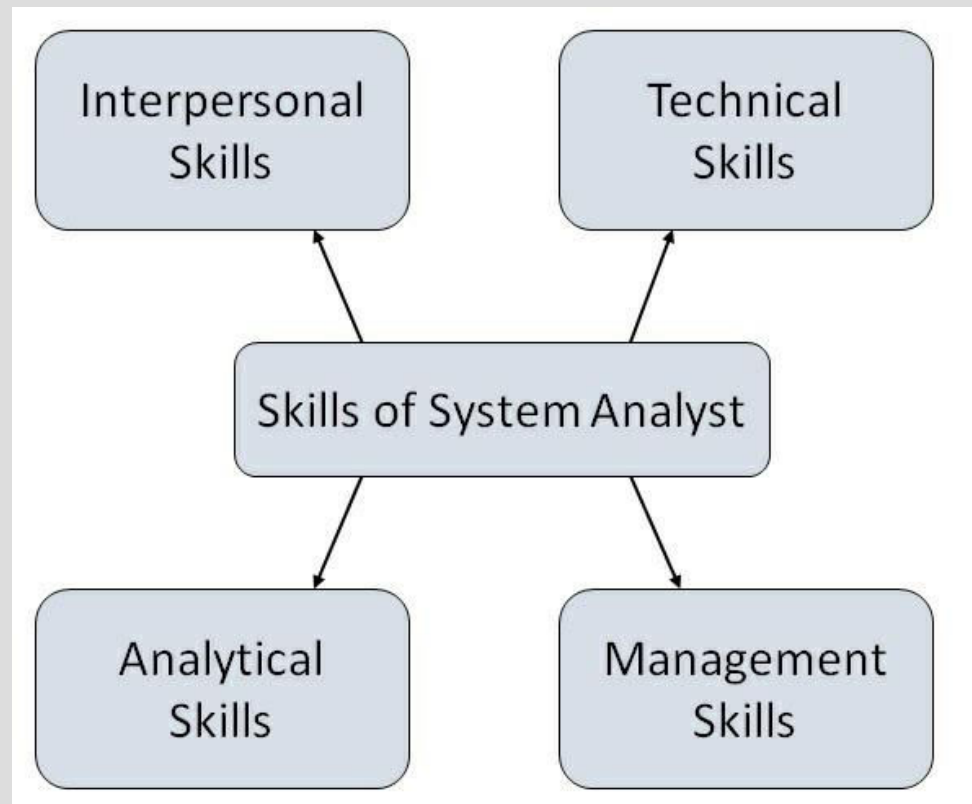 Interpersonal
Skills
Technical
Skills
Skills of System Analyst
Analytical
Skills
Management
Skills